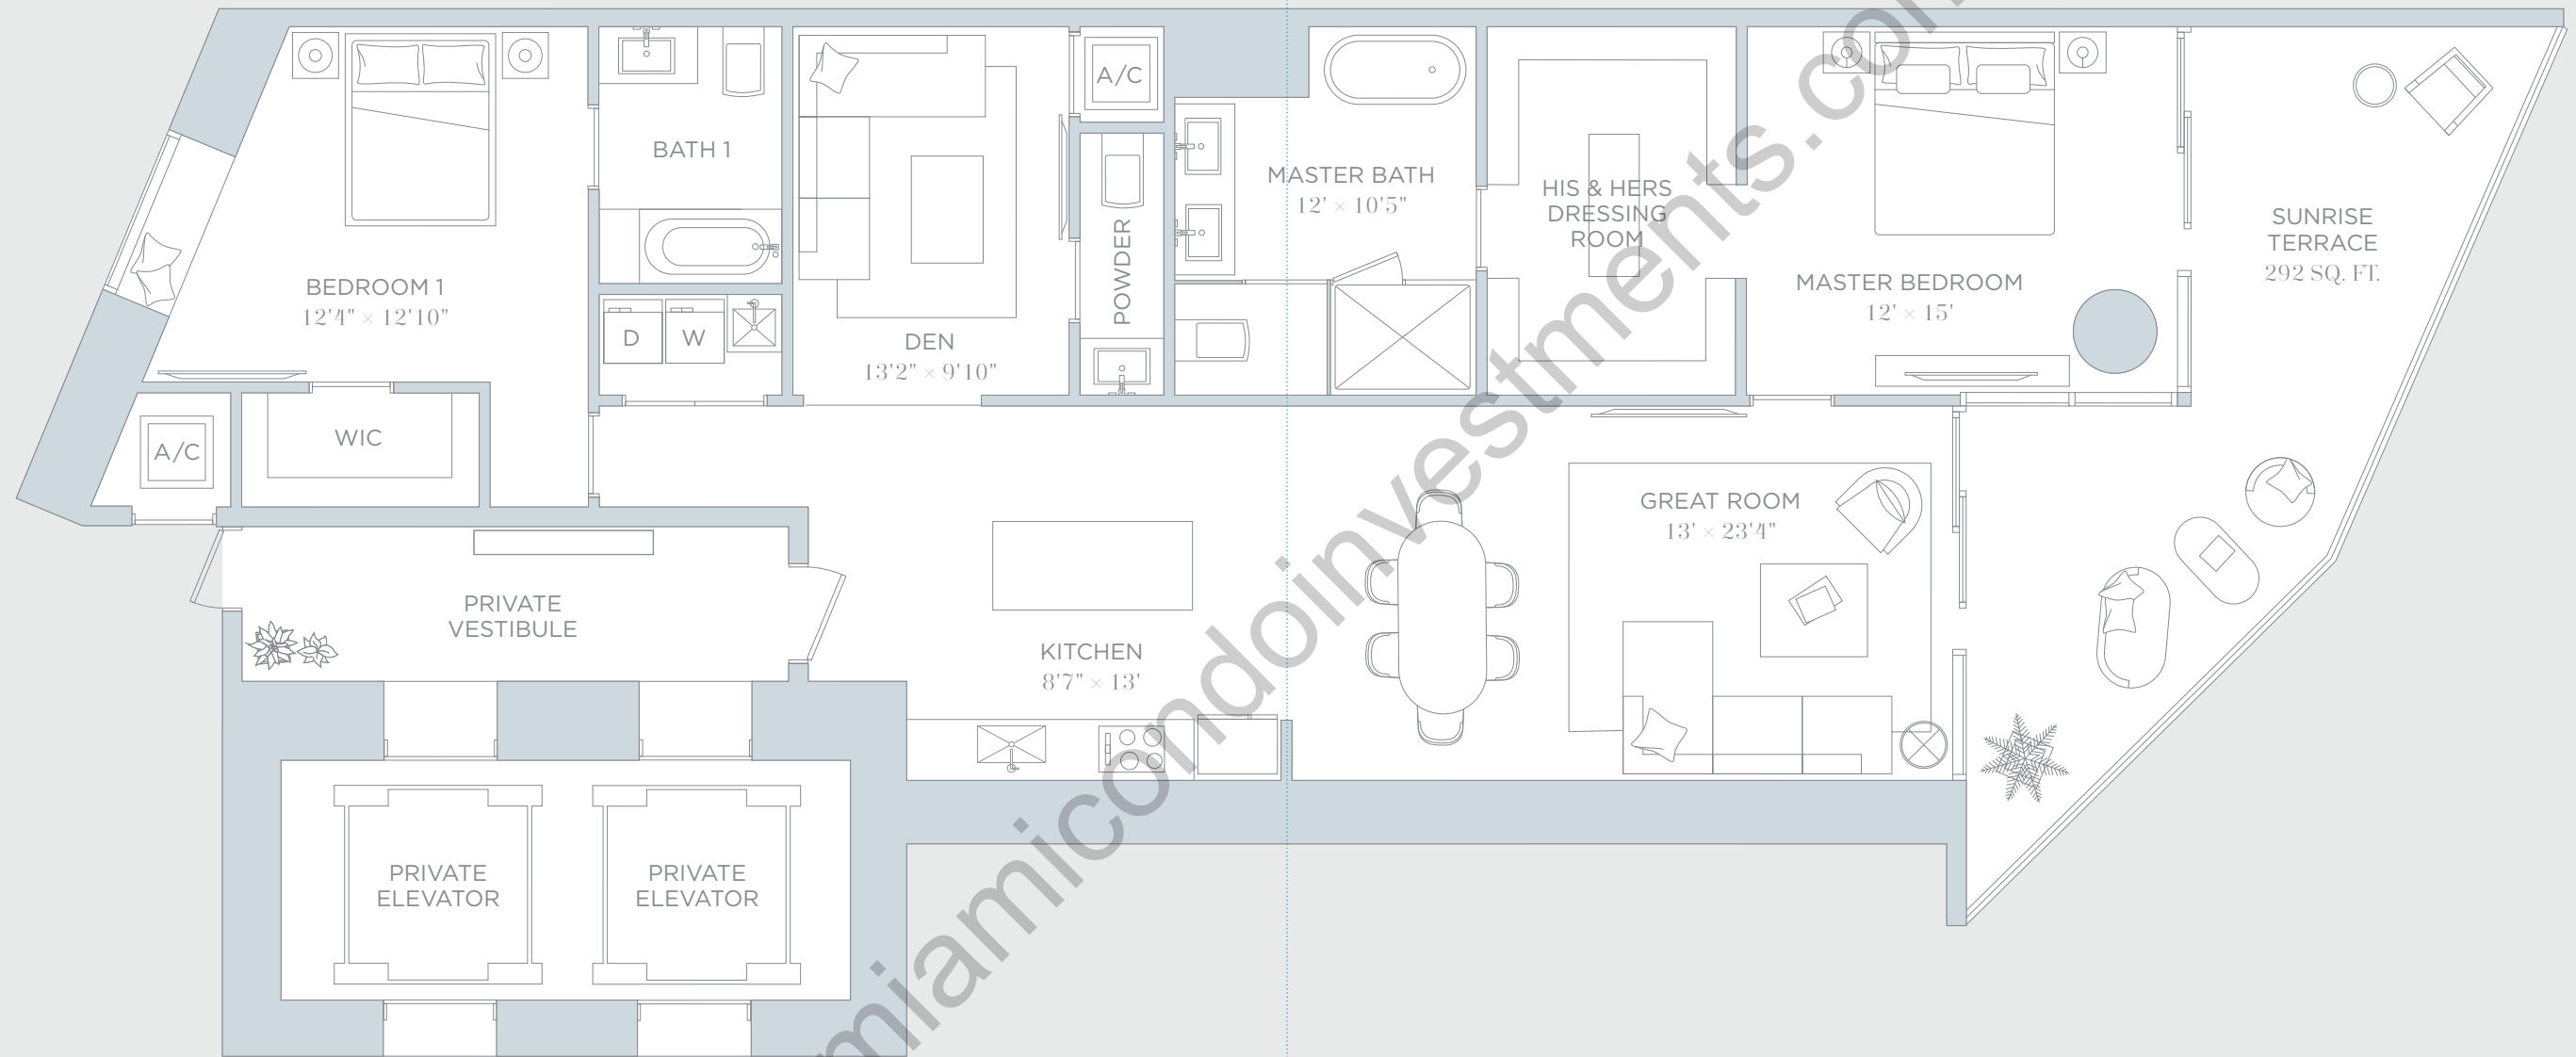 A/C
BATH 1
MASTER BATH
12' × 10'5"
HIS & HERS
DRESSING
ROOM
SUNRISE
TERRACE
292 SQ. FT.
POWDER
BEDROOM 1
12'4" × 12'10"
MASTER BEDROOM
12' × 15'
D
W
DEN
13'2" × 9'10"
A/C
WIC
GREAT ROOM
13' × 23'4"
PRIVATE
VESTIBULE
KITCHEN
8'7" × 13'
PRIVATE
ELEVATOR
PRIVATE
ELEVATOR
miamicondoinvestments.com